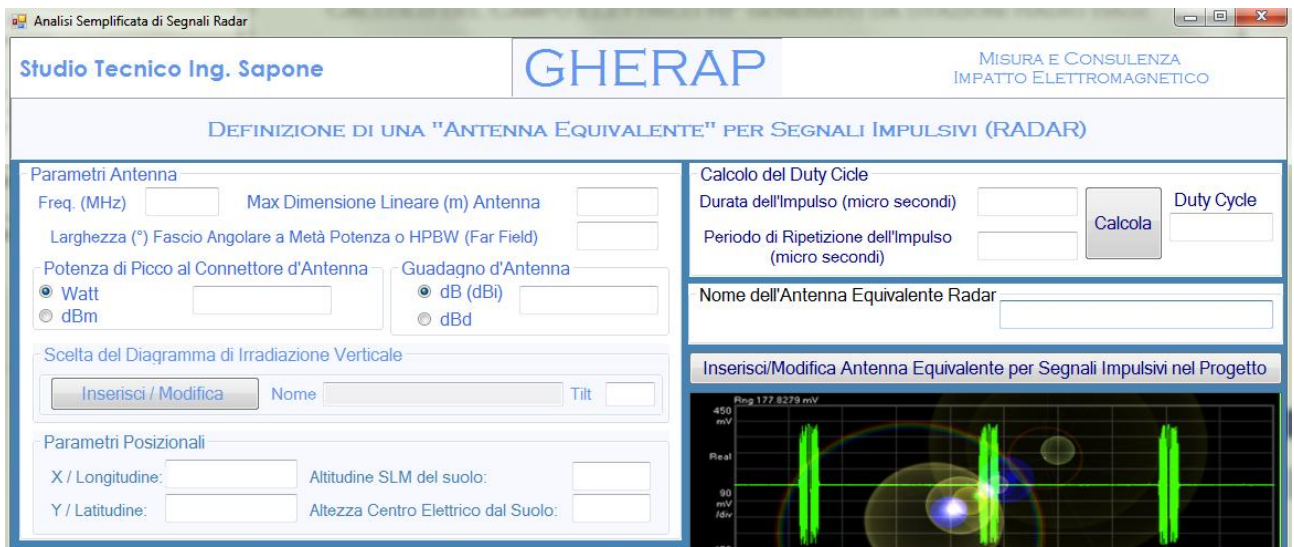 Analisi Semplificata di Segnali Radar
Studio Tecnico Ing. Sapone
GHERAP
MISURA E CONSULENZA
IMPATTO ELETTROMAGNETICO
DEFINIZIONE DI UNA "ANTENNA EQUIVALENTE" PER SEGNALI IMPULSIVI (RADAR)
Parametri Antenna
Freq. (MHz)
Max Dimensione Lineare (m) Antenna
Larghezza (°) Fascio Angolare a Metà Potenza o HPBW (Far Field)
Potenza di Picco al Connettore d'Antenna
Watt
dBm
Guadagno d'Antenna
dB (dBi)
dBd
Scelta del Diagramma di Irradiazione Verticale
Inserisci / Modifica
Nome
Tilt
Parametri Posizionali
X / Longitudine:
Altitudine SLM del suolo:
Y / Latitudine:
Altezza Centro Elettrico dal Suolo:
Calcolo del Duty Cicle
Durata dell'Impulso (micro secondi)
Periodo di Ripetizione dell'Impulso
(micro secondi)
Calcola
Duty Cycle
Nome dell'Antenna Equivalente Radar
Inserisci/Modifica Antenna Equivalente per Segnali Impulsivi nel Progetto
Rng 177.8279 mV
450
mV
Real
90
mV
/div